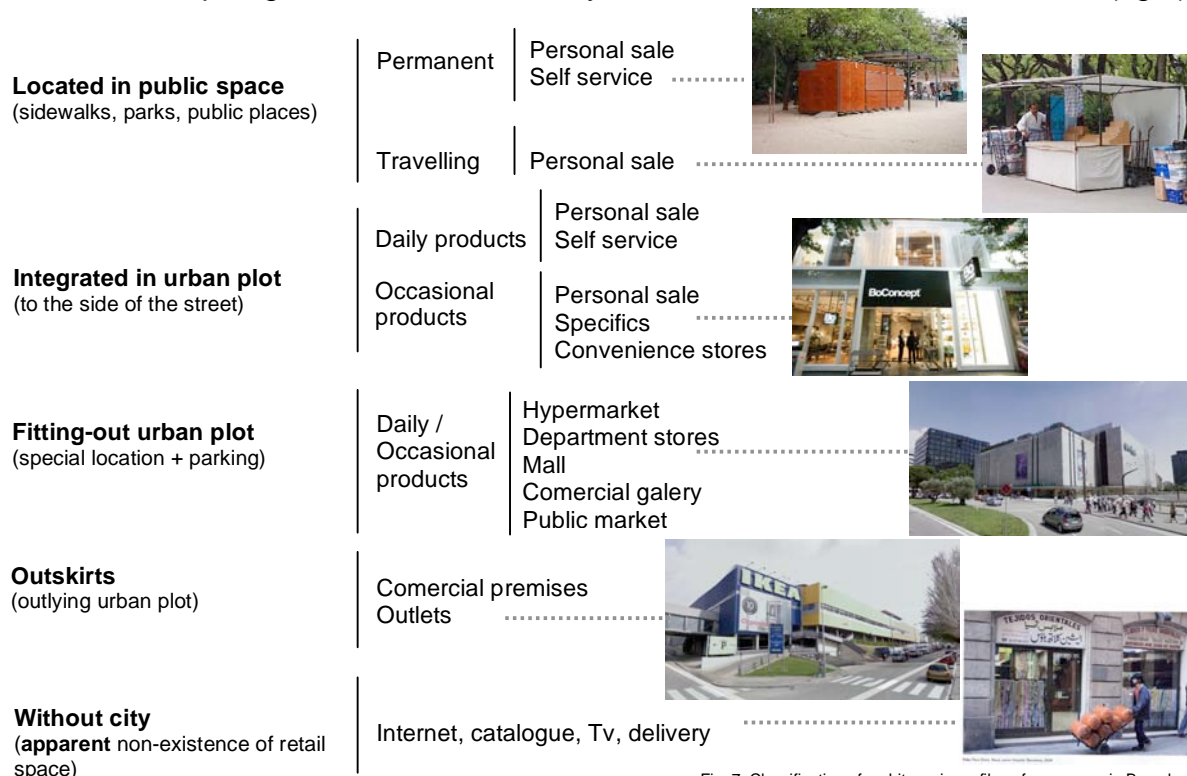 Located in public space
(sidewalks, parks, public places)
Permanent
Personal sale
Self service
Travelling
Personal sale
Integrated in urban plot
(to the side of the street)
Daily products
Personal sale
Self service
Occasional
products
Personal sale
Specifics
Convenience stores
BoConcept
Fitting-out urban plot
(special location + parking)
Daily /
Occasional
products
Hypermarket
Department stores
Mall
Comercial galery
Public market
Outskirts
(outlying urban plot)
Comercial premises
Outlets
IKEA
P
TEJIDOS ORIENTALES
Without city
(apparent non-existence of retail
space)
Internet, catalogue, Tv, delivery